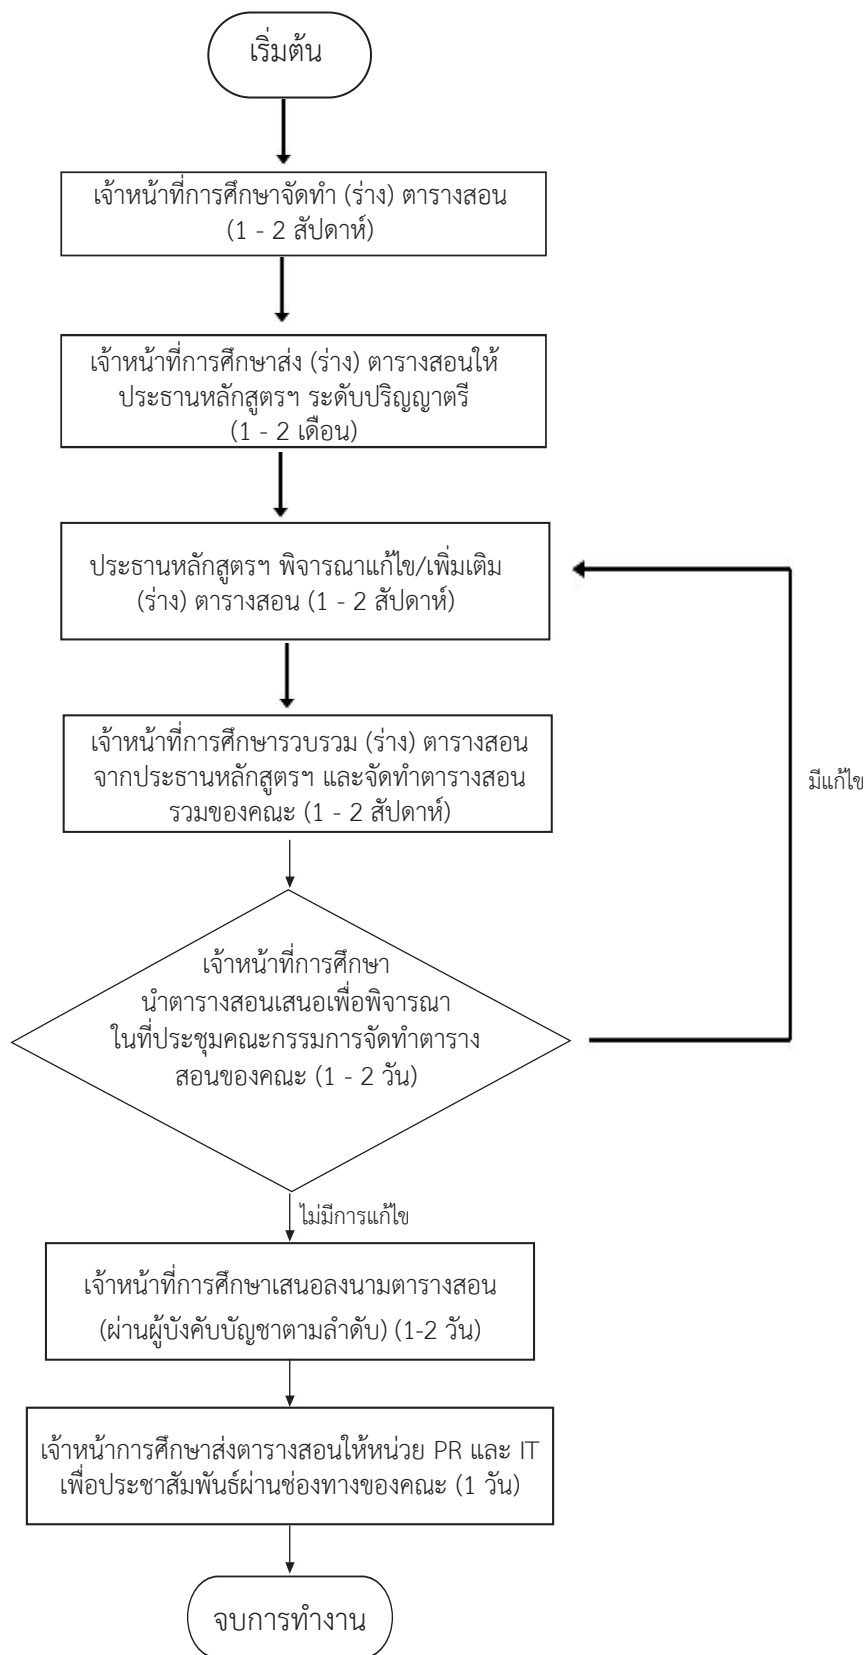 เริ่มต้น
เจ้าหน้าที่การศึกษาจัดทำ (ร่าง) ตารางสอน
(1 - 2 สัปดาห์)
เจ้าหน้าที่การศึกษาส่ง (ร่าง) ตารางสอนให้
ประธานหลักสูตรฯ ระดับปริญญาตรี
(1 - 2 เดือน)
ประธานหลักสูตรฯ พิจารณาแก้ไข/เพิ่มเติม
(ร่าง) ตารางสอน (1 - 2 สัปดาห์)
เจ้าหน้าที่การศึกษารวบรวม (ร่าง) ตารางสอน
จากประธานหลักสูตรฯ และจัดทำตารางสอน
รวมของคณะ (1 - 2 สัปดาห์)
มีแก้ไข
เจ้าหน้าที่การศึกษา
นำตารางสอนเสนอเพื่อพิจารณา
ในที่ประชุมคณะกรรมการจัดทำตาราง
สอนของคณะ (1 - 2 วัน)
ไม่มีการแก้ไข
เจ้าหน้าที่การศึกษาเสนอลงนามตารางสอน
(ผ่านผู้บังคับบัญชาตามลำดับ) (1-2 วัน)
เจ้าหน้าการศึกษาส่งตารางสอนให้หน่วย PR และ IT
เพื่อประชาสัมพันธ์ผ่านช่องทางของคณะ (1 วัน)
จบการทำงาน